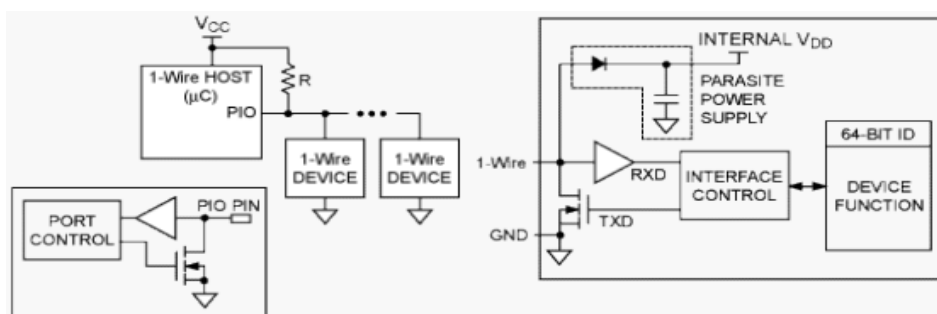 VCC
1-Wire HOST
(µC)
R
PIO
1-Wire
DEVICE
1-Wire
DEVICE
PORT
CONTROL
PIO PIN
INTERNAL VDD
PARASITE
POWER
SUPPLY
1-Wire
RXD
INTERFACE
CONTROL
TXD
GND
64-BIT ID
DEVICE
FUNCTION